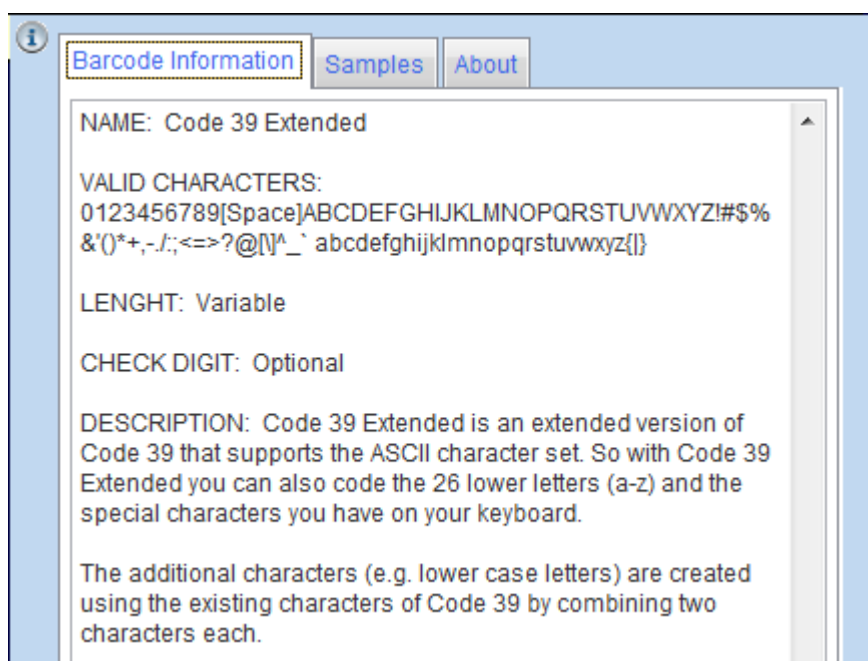 Barcode Information Samples About
NAME: Code 39 Extended
VALID CHARACTERS:
0123456789[Space]ABCDEFGHIJKLMNOPQRSTUVWXYZ!#$%
&'()*+,-./:;<=>?@[\]^_` abcdefghijklmnopqrstuvwxyz{|}
LENGHT: Variable
CHECK DIGIT: Optional
DESCRIPTION: Code 39 Extended is an extended version of
Code 39 that supports the ASCII character set. So with Code 39
Extended you can also code the 26 lower letters (a-z) and the
special characters you have on your keyboard.
The additional characters (e.g. lower case letters) are created
using the existing characters of Code 39 by combining two
characters each.